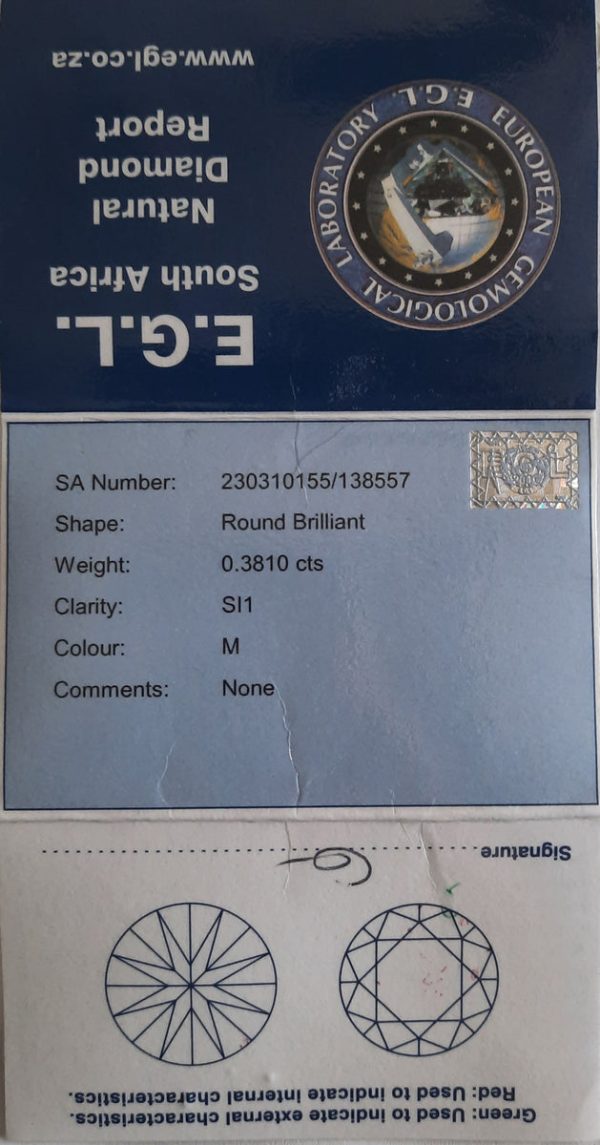 E.G.L.
South Africa
Natural
Diamond
Report
www.egl.co.za
EUROPEAN GEMOLOGICAL LABORATORY
E.G.L.
SA Number: 230310155/138557
Shape: Round Brilliant
Weight: 0.3810 cts
Clarity: SI1
Colour: M
Comments: None
Green: Used to indicate external characteristics.
Red: Used to indicate internal characteristics.
Signature